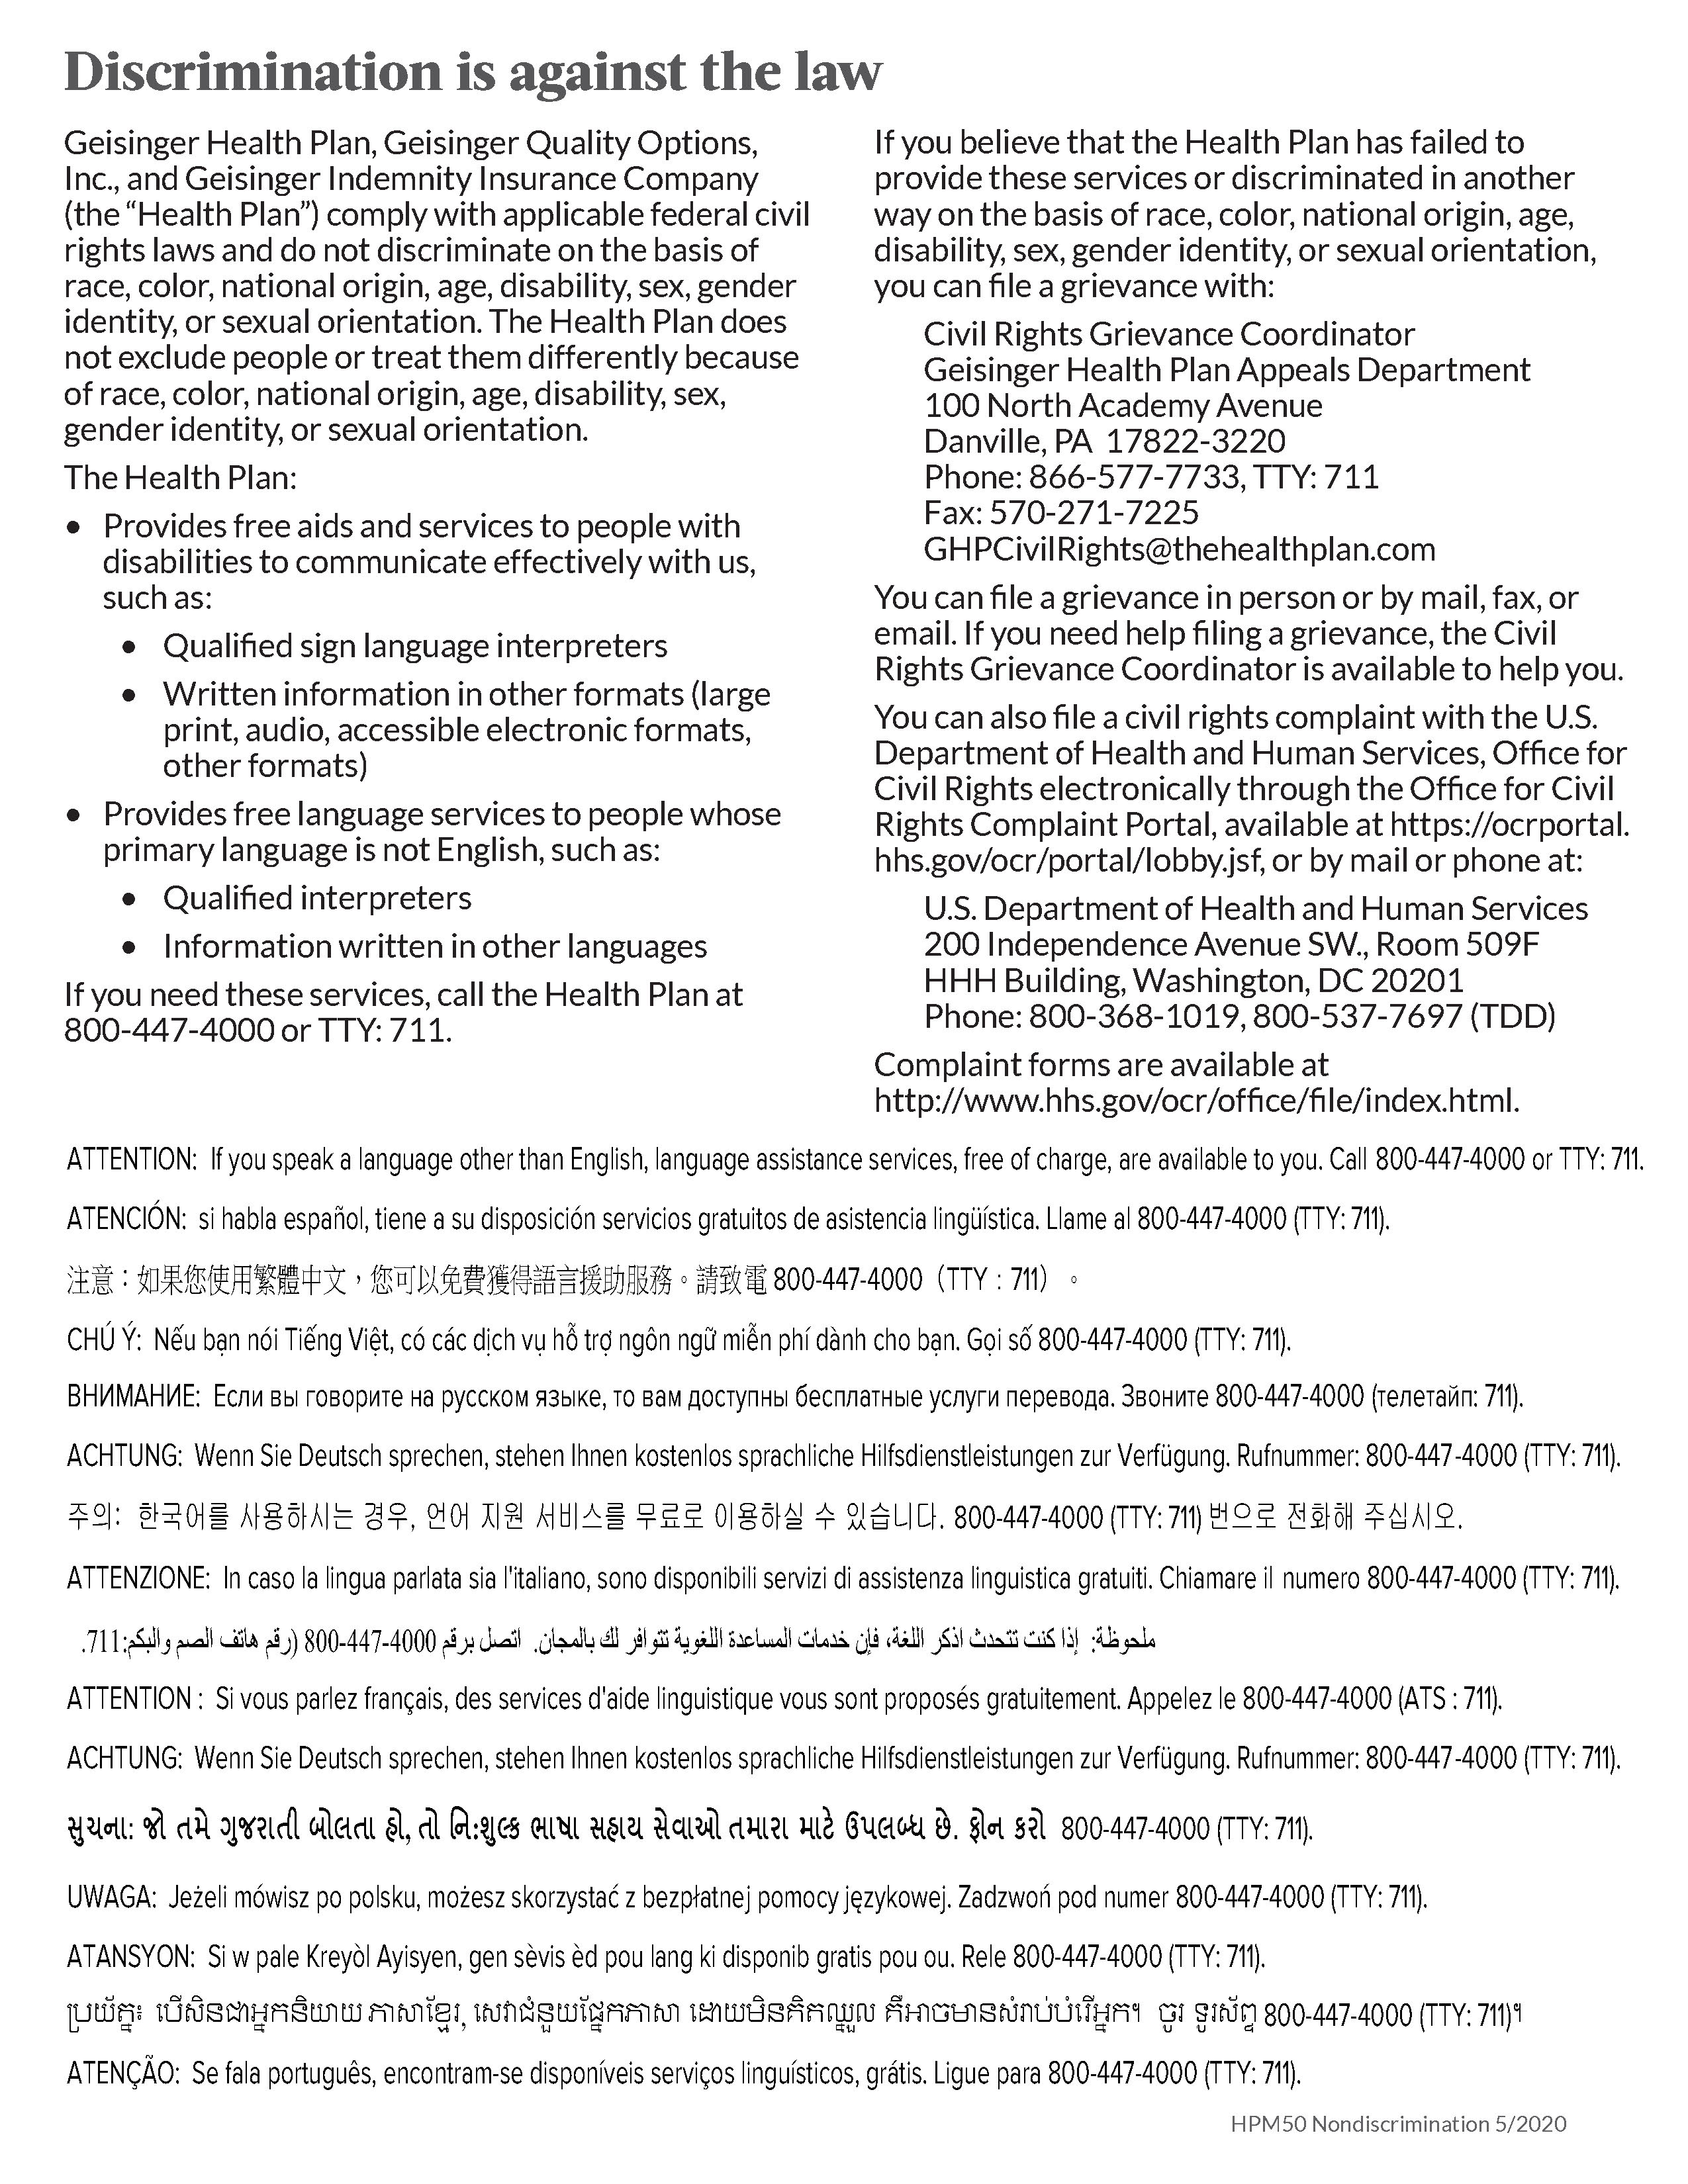 Discrimination is against the law
Geisinger Health Plan, Geisinger Quality Options,
Inc., and Geisinger Indemnity Insurance Company
(the “Health Plan”) comply with applicable federal civil
rights laws and do not discriminate on the basis of
race, color, national origin, age, disability, sex, gender
identity, or sexual orientation. The Health Plan does
not exclude people or treat them differently because
of race, color, national origin, age, disability, sex,
gender identity, or sexual orientation.
The Health Plan:
• Provides free aids and services to people with
disabilities to communicate effectively with us,
such as:
• Qualified sign language interpreters
• Written information in other formats (large
print, audio, accessible electronic formats,
other formats)
• Provides free language services to people whose
primary language is not English, such as:
• Qualified interpreters
• Information written in other languages
If you need these services, call the Health Plan at
800-447-4000 or TTY: 711.
If you believe that the Health Plan has failed to
provide these services or discriminated in another
way on the basis of race, color, national origin, age,
disability, sex, gender identity, or sexual orientation,
you can file a grievance with:
Civil Rights Grievance Coordinator
Geisinger Health Plan Appeals Department
100 North Academy Avenue
Danville, PA  17822-3220
Phone: 866-577-7733, TTY: 711
Fax: 570-271-7225
GHPCivilRights@thehealthplan.com
You can file a grievance in person or by mail, fax, or
email. If you need help filing a grievance, the Civil
Rights Grievance Coordinator is available to help you.
You can also file a civil rights complaint with the U.S.
Department of Health and Human Services, Office for
Civil Rights electronically through the Office for Civil
Rights Complaint Portal, available at https://ocrportal.
hhs.gov/ocr/portal/lobby.jsf, or by mail or phone at:
U.S. Department of Health and Human Services
200 Independence Avenue SW., Room 509F
HHH Building, Washington, DC 20201
Phone: 800-368-1019, 800-537-7697 (TDD)
Complaint forms are available at
http://www.hhs.gov/ocr/office/file/index.html.
ATTENTION: If you speak a language other than English, language assistance services, free of charge, are available to you. Call 800-447-4000 or TTY: 711.
ATENCIÓN: si habla español, tiene a su disposición servicios gratuitos de asistencia lingüística. Llame al 800-447-4000 (TTY: 711).
注意：如果您使用繁體中文，您可以免費獲得語言援助服務。請致電 800-447-4000（TTY：711）。
CHÚ Ý: Nếu bạn nói Tiếng Việt, có các dịch vụ hỗ trợ ngôn ngữ miễn phí dành cho bạn. Gọi số 800-447-4000 (TTY: 711).
ВНИМАНИЕ: Если вы говорите на русском языке, то вам доступны бесплатные услуги перевода. Звоните 800-447-4000 (телетайп: 711).
ACHTUNG: Wenn Sie Deutsch sprechen, stehen Ihnen kostenlos sprachliche Hilfsdienstleistungen zur Verfügung. Rufnummer: 800-447-4000 (TTY: 711).
주의: 한국어를 사용하시는 경우, 언어 지원 서비스를 무료로 이용하실 수 있습니다. 800-447-4000 (TTY: 711) 번으로 전화해 주십시오.
ATTENZIONE: In caso la lingua parlata sia l'italiano, sono disponibili servizi di assistenza linguistica gratuiti. Chiamare il numero 800-447-4000 (TTY: 711).
ملحوظة: إذا كنت تتحدث اذكر اللغة، فإن خدمات المساعدة اللغوية تتوافر لك بالمجان. اتصل برقم 800-447-4000 (رقم هاتف الصم والبكم:711.
ATTENTION : Si vous parlez français, des services d'aide linguistique vous sont proposés gratuitement. Appelez le 800-447-4000 (ATS : 711).
ACHTUNG: Wenn Sie Deutsch sprechen, stehen Ihnen kostenlos sprachliche Hilfsdienstleistungen zur Verfügung. Rufnummer: 800-447-4000 (TTY: 711).
સુચના: જો તમે ગુજરાતી બોલતા હો, તો નિ:શુલ્ક ભાષા સહાય સેવાઓ તમારા માટે ઉપલબ્ધ છે. ફોન કરો 800-447-4000 (TTY: 711).
UWAGA: Jeżeli mówisz po polsku, możesz skorzystać z bezpłatnej pomocy językowej. Zadzwoń pod numer 800-447-4000 (TTY: 711).
ATANSYON: Si w pale Kreyòl Ayisyen, gen sèvis èd pou lang ki disponib gratis pou ou. Rele 800-447-4000 (TTY: 711).
ប្រយ័ត្ន៖ បើសិនជាអ្នកនិយាយ ភាសាខ្មែរ, សេវាជំនួយផ្នែកភាសា ដោយមិនគិតឈ្នួល គឺអាចមានសំរាប់បំរើអ្នក។ ចូរ ទូរស័ព្ទ 800-447-4000 (TTY: 711)។
ATENÇÃO: Se fala português, encontram-se disponíveis serviços linguísticos, grátis. Ligue para 800-447-4000 (TTY: 711).
HPM50 Nondiscrimination 5/2020